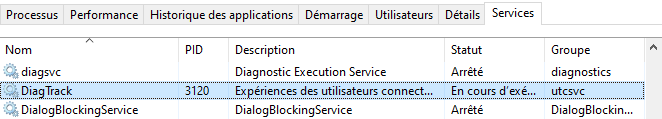 Processus Performance Historique des applications Démarrage Utilisateurs Détails Services
Nom PID Description Statut Groupe
diagsvc Diagnostic Execution Service Arrêté diagnostics
DiagTrack 3120 Expériences des utilisateurs connect... En cours d'exé... utcsvc
DialogBlockingService DialogBlockingService Arrêté DialogBlockin...